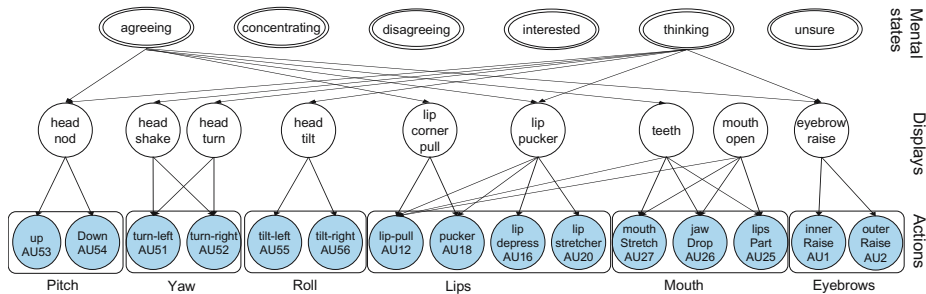 agreeing
concentrating
disagreeing
interested
thinking
unsure
Mental
states
head
nod
head
shake
head
turn
head
tilt
lip
corner
pull
lip
pucker
teeth
mouth
open
eyebrow
raise
Displays
up
AU53
Down
AU54
turn-left
AU51
turn-right
AU52
tilt-left
AU55
tilt-right
AU56
lip-pull
AU12
pucker
AU18
lip
depress
AU16
lip
stretcher
AU20
mouth
Stretch
AU27
jaw
Drop
AU26
lips
Part
AU25
inner
Raise
AU1
outer
Raise
AU2
Actions
Pitch
Yaw
Roll
Lips
Mouth
Eyebrows